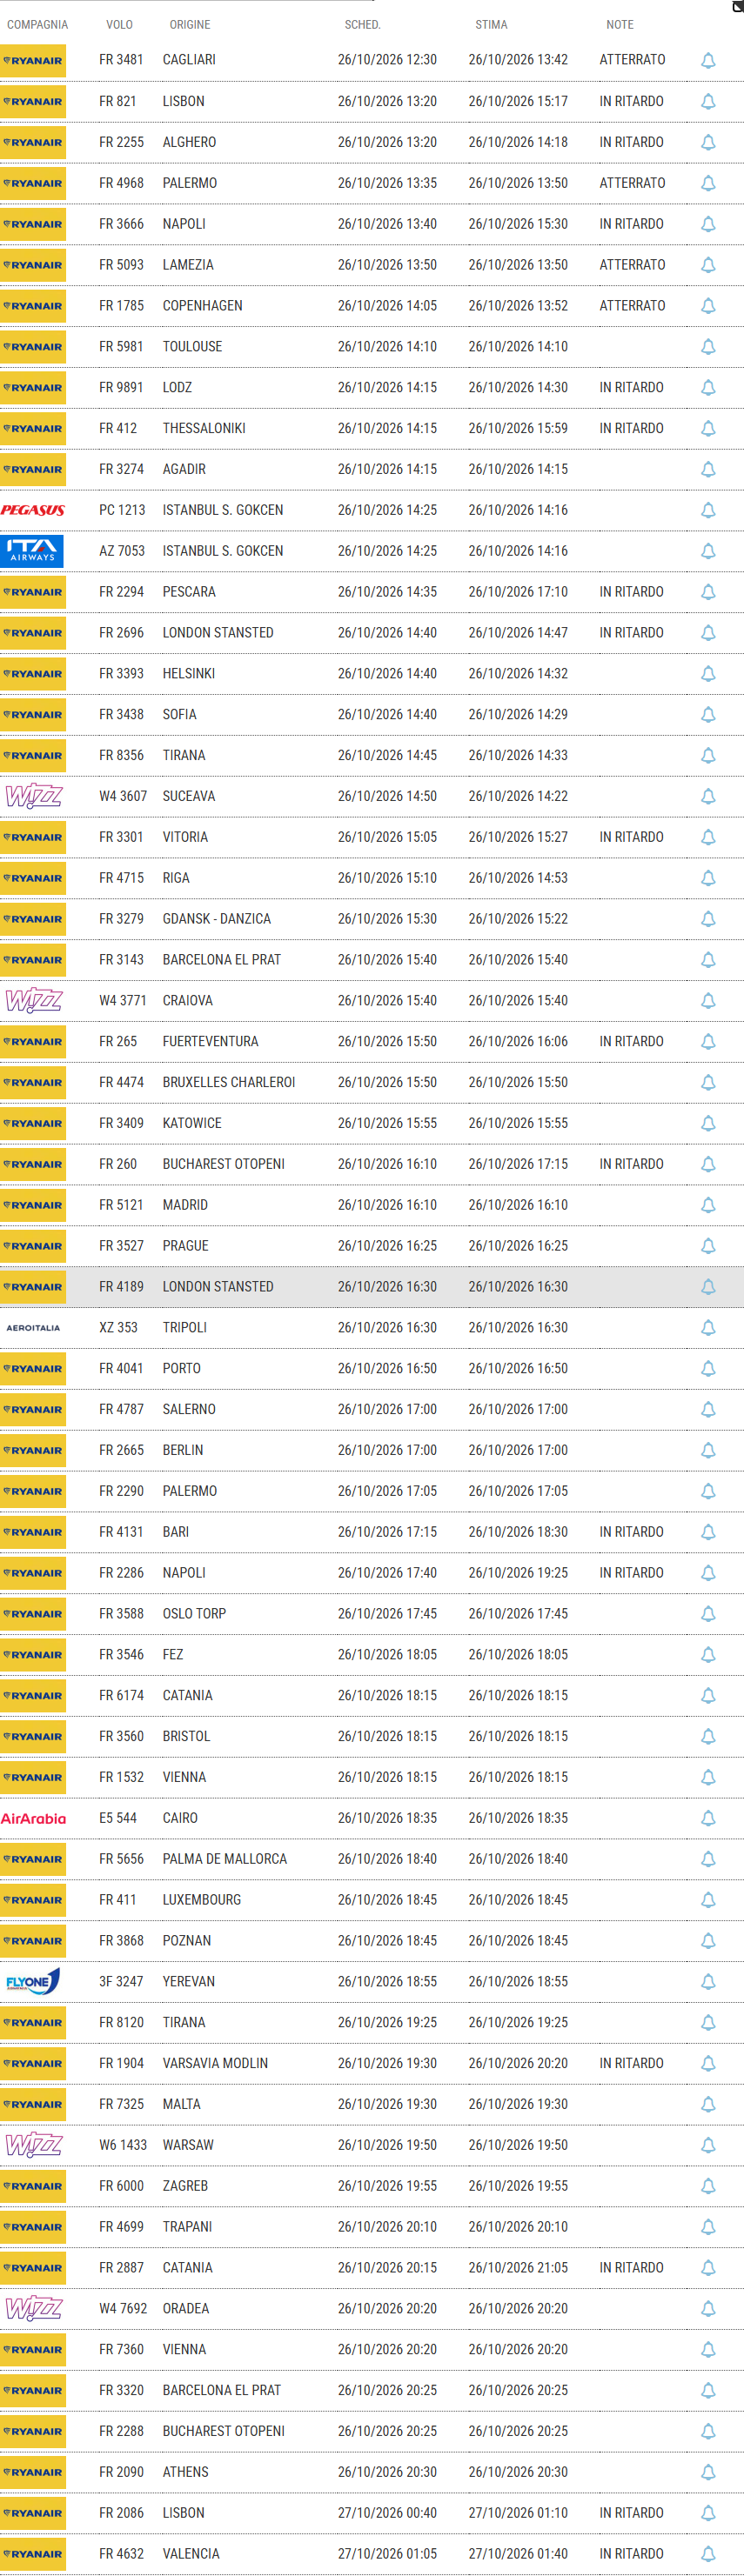 COMPAGNIA VOLO ORIGINE SCHED. STIMA NOTE
RYANAIR FR 3481 CAGLIARI 26/10/2026 12:30 26/10/2026 13:42 ATTERRATO
RYANAIR FR 821 LISBON 26/10/2026 13:20 26/10/2026 15:17 IN RITARDO
RYANAIR FR 2255 ALGHERO 26/10/2026 13:20 26/10/2026 14:18 IN RITARDO
RYANAIR FR 4968 PALERMO 26/10/2026 13:35 26/10/2026 13:50 ATTERRATO
RYANAIR FR 3666 NAPOLI 26/10/2026 13:40 26/10/2026 15:30 IN RITARDO
RYANAIR FR 5093 LAMEZIA 26/10/2026 13:50 26/10/2026 13:50 ATTERRATO
RYANAIR FR 1785 COPENHAGEN 26/10/2026 14:05 26/10/2026 13:52 ATTERRATO
RYANAIR FR 5981 TOULOUSE 26/10/2026 14:10 26/10/2026 14:10
RYANAIR FR 9891 LODZ 26/10/2026 14:15 26/10/2026 14:30 IN RITARDO
RYANAIR FR 412 THESSALONIKI 26/10/2026 14:15 26/10/2026 15:59 IN RITARDO
RYANAIR FR 3274 AGADIR 26/10/2026 14:15 26/10/2026 14:15
PEGASUS PC 1213 ISTANBUL S. GOKCEN 26/10/2026 14:25 26/10/2026 14:16
ITA AIRWAYS AZ 7053 ISTANBUL S. GOKCEN 26/10/2026 14:25 26/10/2026 14:16
RYANAIR FR 2294 PESCARA 26/10/2026 14:35 26/10/2026 17:10 IN RITARDO
RYANAIR FR 2696 LONDON STANSTED 26/10/2026 14:40 26/10/2026 14:47 IN RITARDO
RYANAIR FR 3393 HELSINKI 26/10/2026 14:40 26/10/2026 14:32
RYANAIR FR 3438 SOFIA 26/10/2026 14:40 26/10/2026 14:29
RYANAIR FR 8356 TIRANA 26/10/2026 14:45 26/10/2026 14:33
WIZZ W4 3607 SUCEAVA 26/10/2026 14:50 26/10/2026 14:22
RYANAIR FR 3301 VITORIA 26/10/2026 15:05 26/10/2026 15:27 IN RITARDO
RYANAIR FR 4715 RIGA 26/10/2026 15:10 26/10/2026 14:53
RYANAIR FR 3279 GDANSK - DANZICA 26/10/2026 15:30 26/10/2026 15:22
RYANAIR FR 3143 BARCELONA EL PRAT 26/10/2026 15:40 26/10/2026 15:40
WIZZ W4 3771 CRAIOVA 26/10/2026 15:40 26/10/2026 15:40
RYANAIR FR 265 FUERTEVENTURA 26/10/2026 15:50 26/10/2026 16:06 IN RITARDO
RYANAIR FR 4474 BRUXELLES CHARLEROI 26/10/2026 15:50 26/10/2026 15:50
RYANAIR FR 3409 KATOWICE 26/10/2026 15:55 26/10/2026 15:55
RYANAIR FR 260 BUCHAREST OTOPENI 26/10/2026 16:10 26/10/2026 17:15 IN RITARDO
RYANAIR FR 5121 MADRID 26/10/2026 16:10 26/10/2026 16:10
RYANAIR FR 3527 PRAGUE 26/10/2026 16:25 26/10/2026 16:25
RYANAIR FR 4189 LONDON STANSTED 26/10/2026 16:30 26/10/2026 16:30
AEROITALIA XZ 353 TRIPOLI 26/10/2026 16:30 26/10/2026 16:30
RYANAIR FR 4041 PORTO 26/10/2026 16:50 26/10/2026 16:50
RYANAIR FR 4787 SALERNO 26/10/2026 17:00 26/10/2026 17:00
RYANAIR FR 2665 BERLIN 26/10/2026 17:00 26/10/2026 17:00
RYANAIR FR 2290 PALERMO 26/10/2026 17:05 26/10/2026 17:05
RYANAIR FR 4131 BARI 26/10/2026 17:15 26/10/2026 18:30 IN RITARDO
RYANAIR FR 2286 NAPOLI 26/10/2026 17:40 26/10/2026 19:25 IN RITARDO
RYANAIR FR 3588 OSLO TORP 26/10/2026 17:45 26/10/2026 17:45
RYANAIR FR 3546 FEZ 26/10/2026 18:05 26/10/2026 18:05
RYANAIR FR 6174 CATANIA 26/10/2026 18:15 26/10/2026 18:15
RYANAIR FR 3560 BRISTOL 26/10/2026 18:15 26/10/2026 18:15
RYANAIR FR 1532 VIENNA 26/10/2026 18:15 26/10/2026 18:15
AirArabia E5 544 CAIRO 26/10/2026 18:35 26/10/2026 18:35
RYANAIR FR 5656 PALMA DE MALLORCA 26/10/2026 18:40 26/10/2026 18:40
RYANAIR FR 411 LUXEMBOURG 26/10/2026 18:45 26/10/2026 18:45
RYANAIR FR 3868 POZNAN 26/10/2026 18:45 26/10/2026 18:45
FLYONE 3F 3247 YEREVAN 26/10/2026 18:55 26/10/2026 18:55
RYANAIR FR 8120 TIRANA 26/10/2026 19:25 26/10/2026 19:25
RYANAIR FR 1904 VARSAVIA MODLIN 26/10/2026 19:30 26/10/2026 20:20 IN RITARDO
RYANAIR FR 7325 MALTA 26/10/2026 19:30 26/10/2026 19:30
WIZZ W6 1433 WARSAW 26/10/2026 19:50 26/10/2026 19:50
RYANAIR FR 6000 ZAGREB 26/10/2026 19:55 26/10/2026 19:55
RYANAIR FR 4699 TRAPANI 26/10/2026 20:10 26/10/2026 20:10
RYANAIR FR 2887 CATANIA 26/10/2026 20:15 26/10/2026 21:05 IN RITARDO
WIZZ W4 7692 ORADEA 26/10/2026 20:20 26/10/2026 20:20
RYANAIR FR 7360 VIENNA 26/10/2026 20:20 26/10/2026 20:20
RYANAIR FR 3320 BARCELONA EL PRAT 26/10/2026 20:25 26/10/2026 20:25
RYANAIR FR 2288 BUCHAREST OTOPENI 26/10/2026 20:25 26/10/2026 20:25
RYANAIR FR 2090 ATHENS 26/10/2026 20:30 26/10/2026 20:30
RYANAIR FR 2086 LISBON 27/10/2026 00:40 27/10/2026 01:10 IN RITARDO
RYANAIR FR 4632 VALENCIA 27/10/2026 01:05 27/10/2026 01:40 IN RITARDO